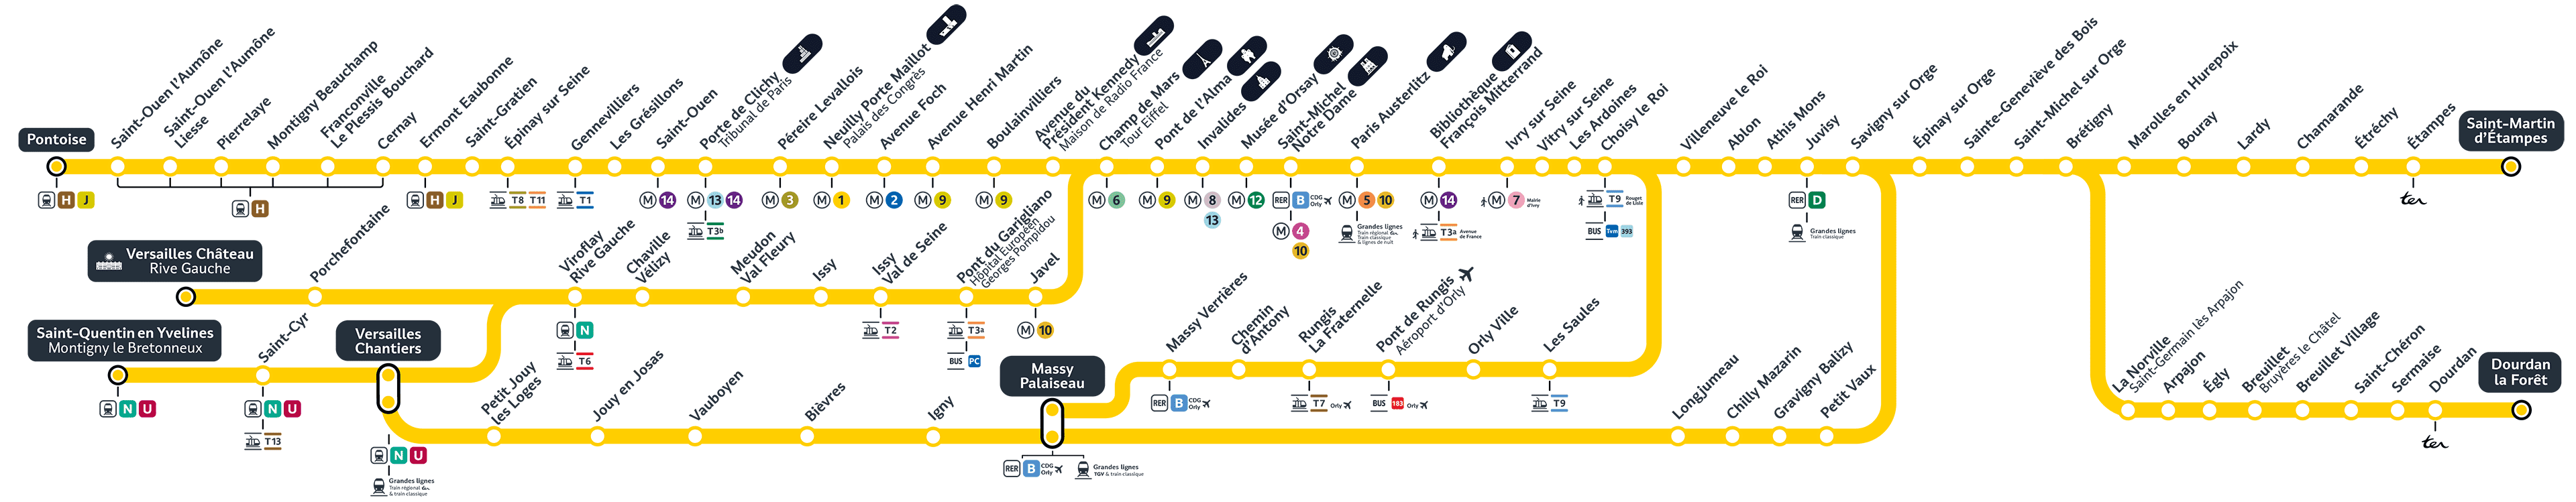 Pontoise
Saint-Ouen l'Aumône
Saint-Ouen l'Aumône
Liesse
Pierrelaye
Montigny Beauchamp
Franconville
Le Plessis Bouchard
Cernay
Ermont Eaubonne
Saint-Gratien
Épinay sur Seine
Gennevilliers
Les Grésillons
Saint-Ouen
Porte de Clichy
Tribunal de Paris
Péreire Levallois
Neuilly Porte Maillot
Palais des Congrès
Avenue Foch
Avenue Henri Martin
Boulainvilliers
Avenue du
Président Kennedy
Maison de Radio France
Champ de Mars
Tour Eiffel
Pont de l'Alma
Invalides
Musée d'Orsay
Saint-Michel
Notre Dame
Paris Austerlitz
Bibliothèque
François Mitterrand
Ivry sur Seine
Vitry sur Seine
Les Ardoines
Choisy le Roi
Villeneuve le Roi
Ablon
Athis Mons
Juvisy
Savigny sur Orge
Épinay sur Orge
Sainte-Geneviève des Bois
Saint-Michel sur Orge
Brétigny
Marolles en Hurepoix
Bouray
Lardy
Chamarande
Étréchy
Étampes
Saint-Martin
d'Étampes
H J
H
H J
T8 T11
T1
M 14
M 13 14
T3b
M 3
M 1
M 2
M 9
M 9
M 6
M 9
M 8
13
M 12
RER B CDG
Orly
M 4
10
M 5 10
Grandes lignes
Train régional ter
Train classique
& lignes de nuit
M 14
T3a Avenue
de France
M 7 Mairie
d'Ivry
T9 Rouget
de Lisle
BUS Tvm 393
RER D
Grandes lignes
Train classique
ter
Versailles Château
Rive Gauche
Porchefontaine
Viroflay
Rive Gauche
Chaville
Vélizy
Meudon
Val Fleury
Issy
Issy
Val de Seine
Pont du Garigliano
Hôpital Européen
Georges Pompidou
Javel
N
T6
T2
T3a
BUS PC
M 10
Saint-Quentin en Yvelines
Montigny le Bretonneux
Saint-Cyr
Versailles
Chantiers
N U
N U
T13
N U
Grandes lignes
Train régional ter
& train classique
Petit Jouy
les Loges
Jouy en Josas
Vauboyen
Bièvres
Igny
Massy
Palaiseau
RER B CDG
Orly
Grandes lignes
TGV & train classique
Massy Verrières
Chemin
d'Antony
Rungis
La Fraternelle
Pont de Rungis
Aéroport d'Orly
Orly Ville
Les Saules
RER B CDG
Orly
T7 Orly
BUS 183 Orly
T9
Longjumeau
Chilly Mazarin
Gravigny Balizy
Petit Vaux
La Norville
Saint-Germain lès Arpajon
Arpajon
Égly
Breuillet
Bruyères le Châtel
Breuillet Village
Saint-Chéron
Sermaise
Dourdan
Dourdan
la Forêt
ter